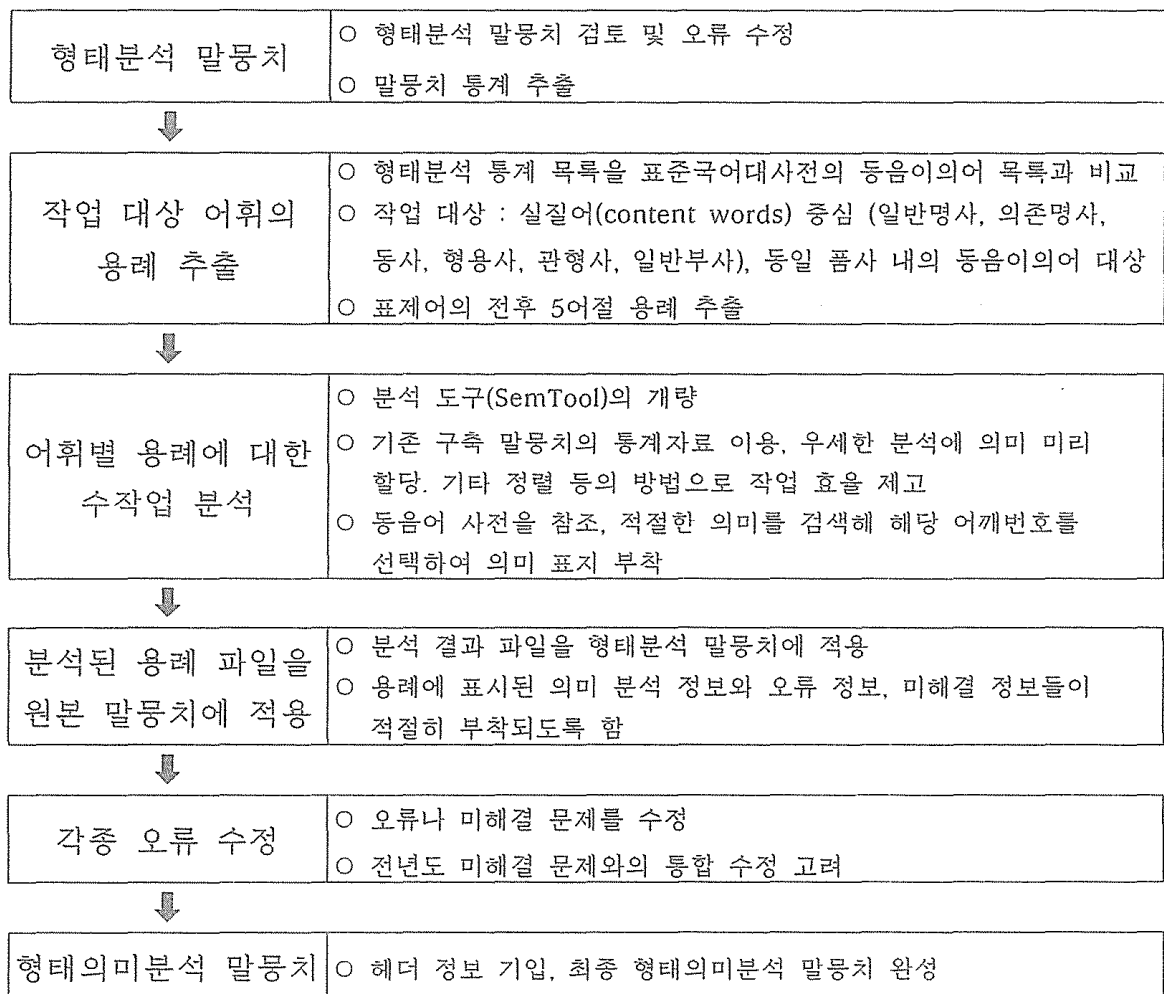 형태분석 말뭉치
○ 형태분석 말뭉치 검토 및 오류 수정
○ 말뭉치 통계 추출
작업 대상 어휘의
용례 추출
○ 형태분석 통계 목록을 표준국어대사전의 동음이의어 목록과 비교
○ 작업 대상 : 실질어(content words) 중심 (일반명사, 의존명사,
동사, 형용사, 관형사, 일반부사), 동일 품사 내의 동음이의어 대상
○ 표제어의 전후 5어절 용례 추출
어휘별 용례에 대한
수작업 분석
○ 분석 도구(SemTool)의 개량
○ 기존 구축 말뭉치의 통계자료 이용, 우세한 분석에 의미 미리
할당. 기타 정렬 등의 방법으로 작업 효율 제고
○ 동음어 사전을 참조, 적절한 의미를 검색해 해당 어깨번호를
선택하여 의미 표지 부착
분석된 용례 파일을
원본 말뭉치에 적용
○ 분석 결과 파일을 형태분석 말뭉치에 적용
○ 용례에 표시된 의미 분석 정보와 오류 정보, 미해결 정보들이
적절히 부착되도록 함
각종 오류 수정
○ 오류나 미해결 문제를 수정
○ 전년도 미해결 문제와의 통합 수정 고려
형태의미분석 말뭉치
○ 헤더 정보 기입, 최종 형태의미분석 말뭉치 완성